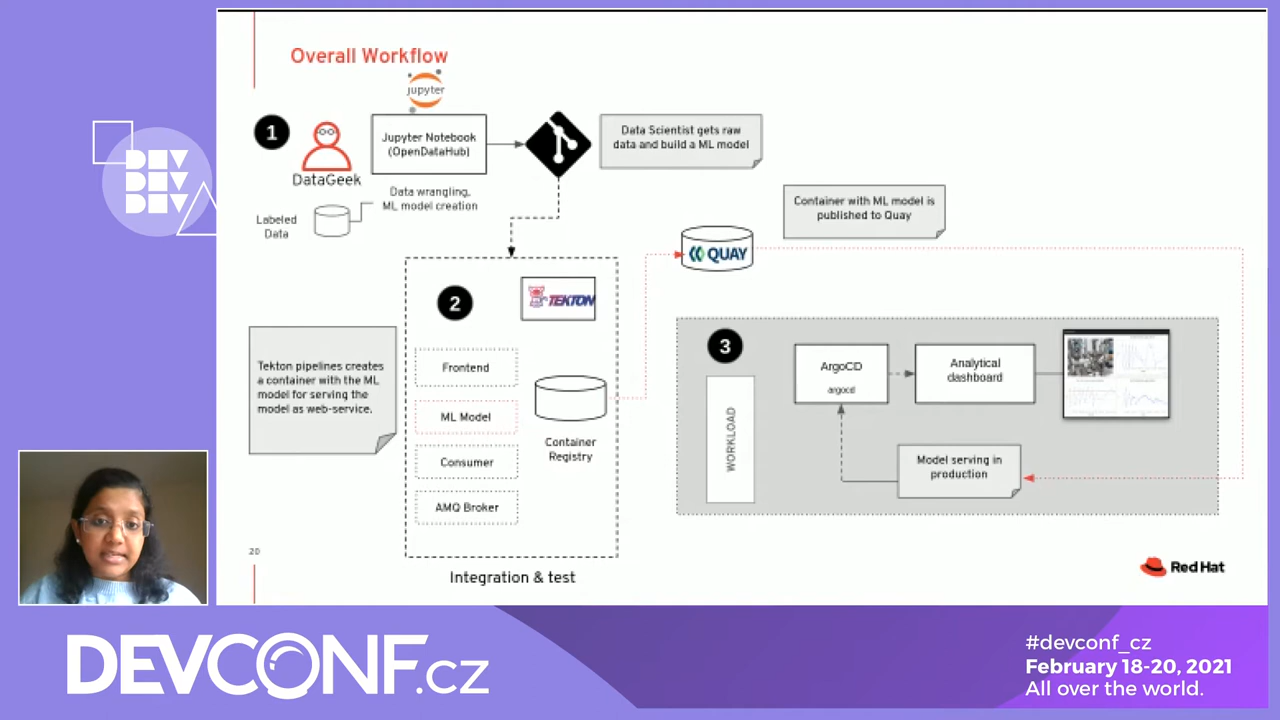 Overall Workflow
jupyter
1
Jupyter Notebook
(OpenDataHub)
Data Scientist gets raw
data and build a ML model
DataGeek
Data wrangling,
ML model creation
Labeled
Data
DEV
DEV
DEV
Container with ML model is
published to Quay
QUAY
2
TEKTON
Tekton pipelines creates
a container with the ML
model for serving the
model as web-service.
Frontend
ML Model
Consumer
AMQ Broker
Container
Registry
Integration & test
3
WORKLOAD
ArgoCD
argocd
Analytical
dashboard
Model serving in
production
20
Red Hat
DEVCONF.cz
#devconf_cz
February 18-20, 2021
All over the world.